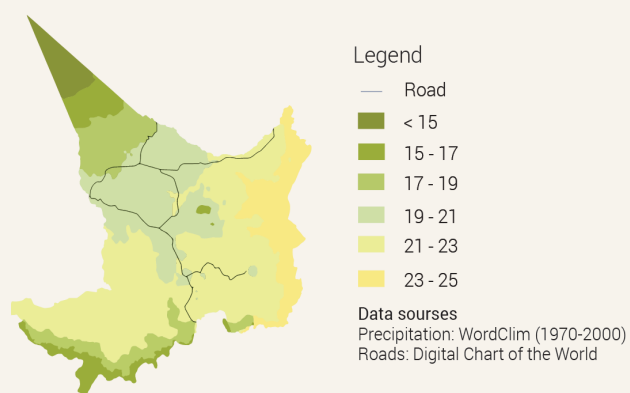 Legend
Road
< 15
15 - 17
17 - 19
19 - 21
21 - 23
23 - 25
Data sourses
Precipitation: WordClim (1970-2000)
Roads: Digital Chart of the World